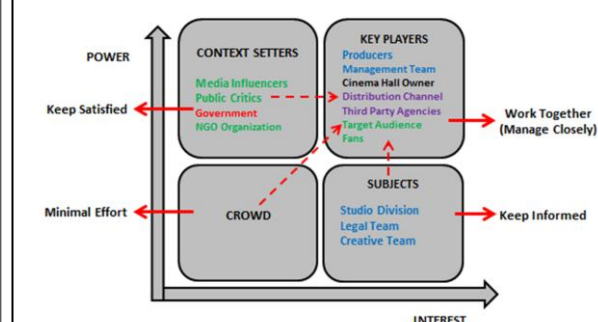 POWER
CONTEXT SETTERS
Media Influencers
Public Critics
Government
NGO Organization
KEY PLAYERS
Producers
Management Team
Cinema Hall Owner
Distribution Channel
Third Party Agencies
Target Audience
Fans
Keep Satisfied
Work Together
(Manage Closely)
Minimal Effort
CROWD
SUBJECTS
Studio Division
Legal Team
Creative Team
Keep Informed
INTEREST